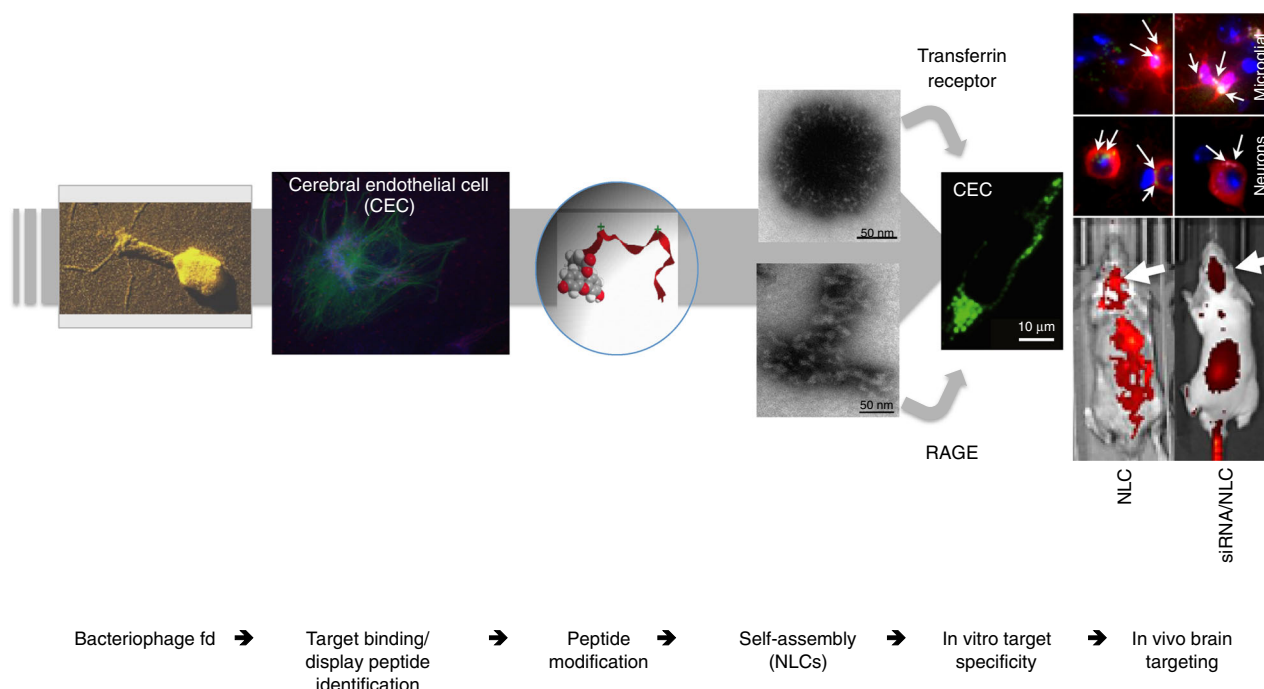 Transferrin
receptor
Microglial
Neurons
Cerebral endothelial cell
(CEC)
50 nm
CEC
10 μm
50 nm
RAGE
NLC
siRNA/NLC
Bacteriophage fd ➔ Target binding/
display peptide
identification ➔ Peptide
modification ➔ Self-assembly
(NLCs) ➔ In vitro target
specificity ➔ In vivo brain
targeting